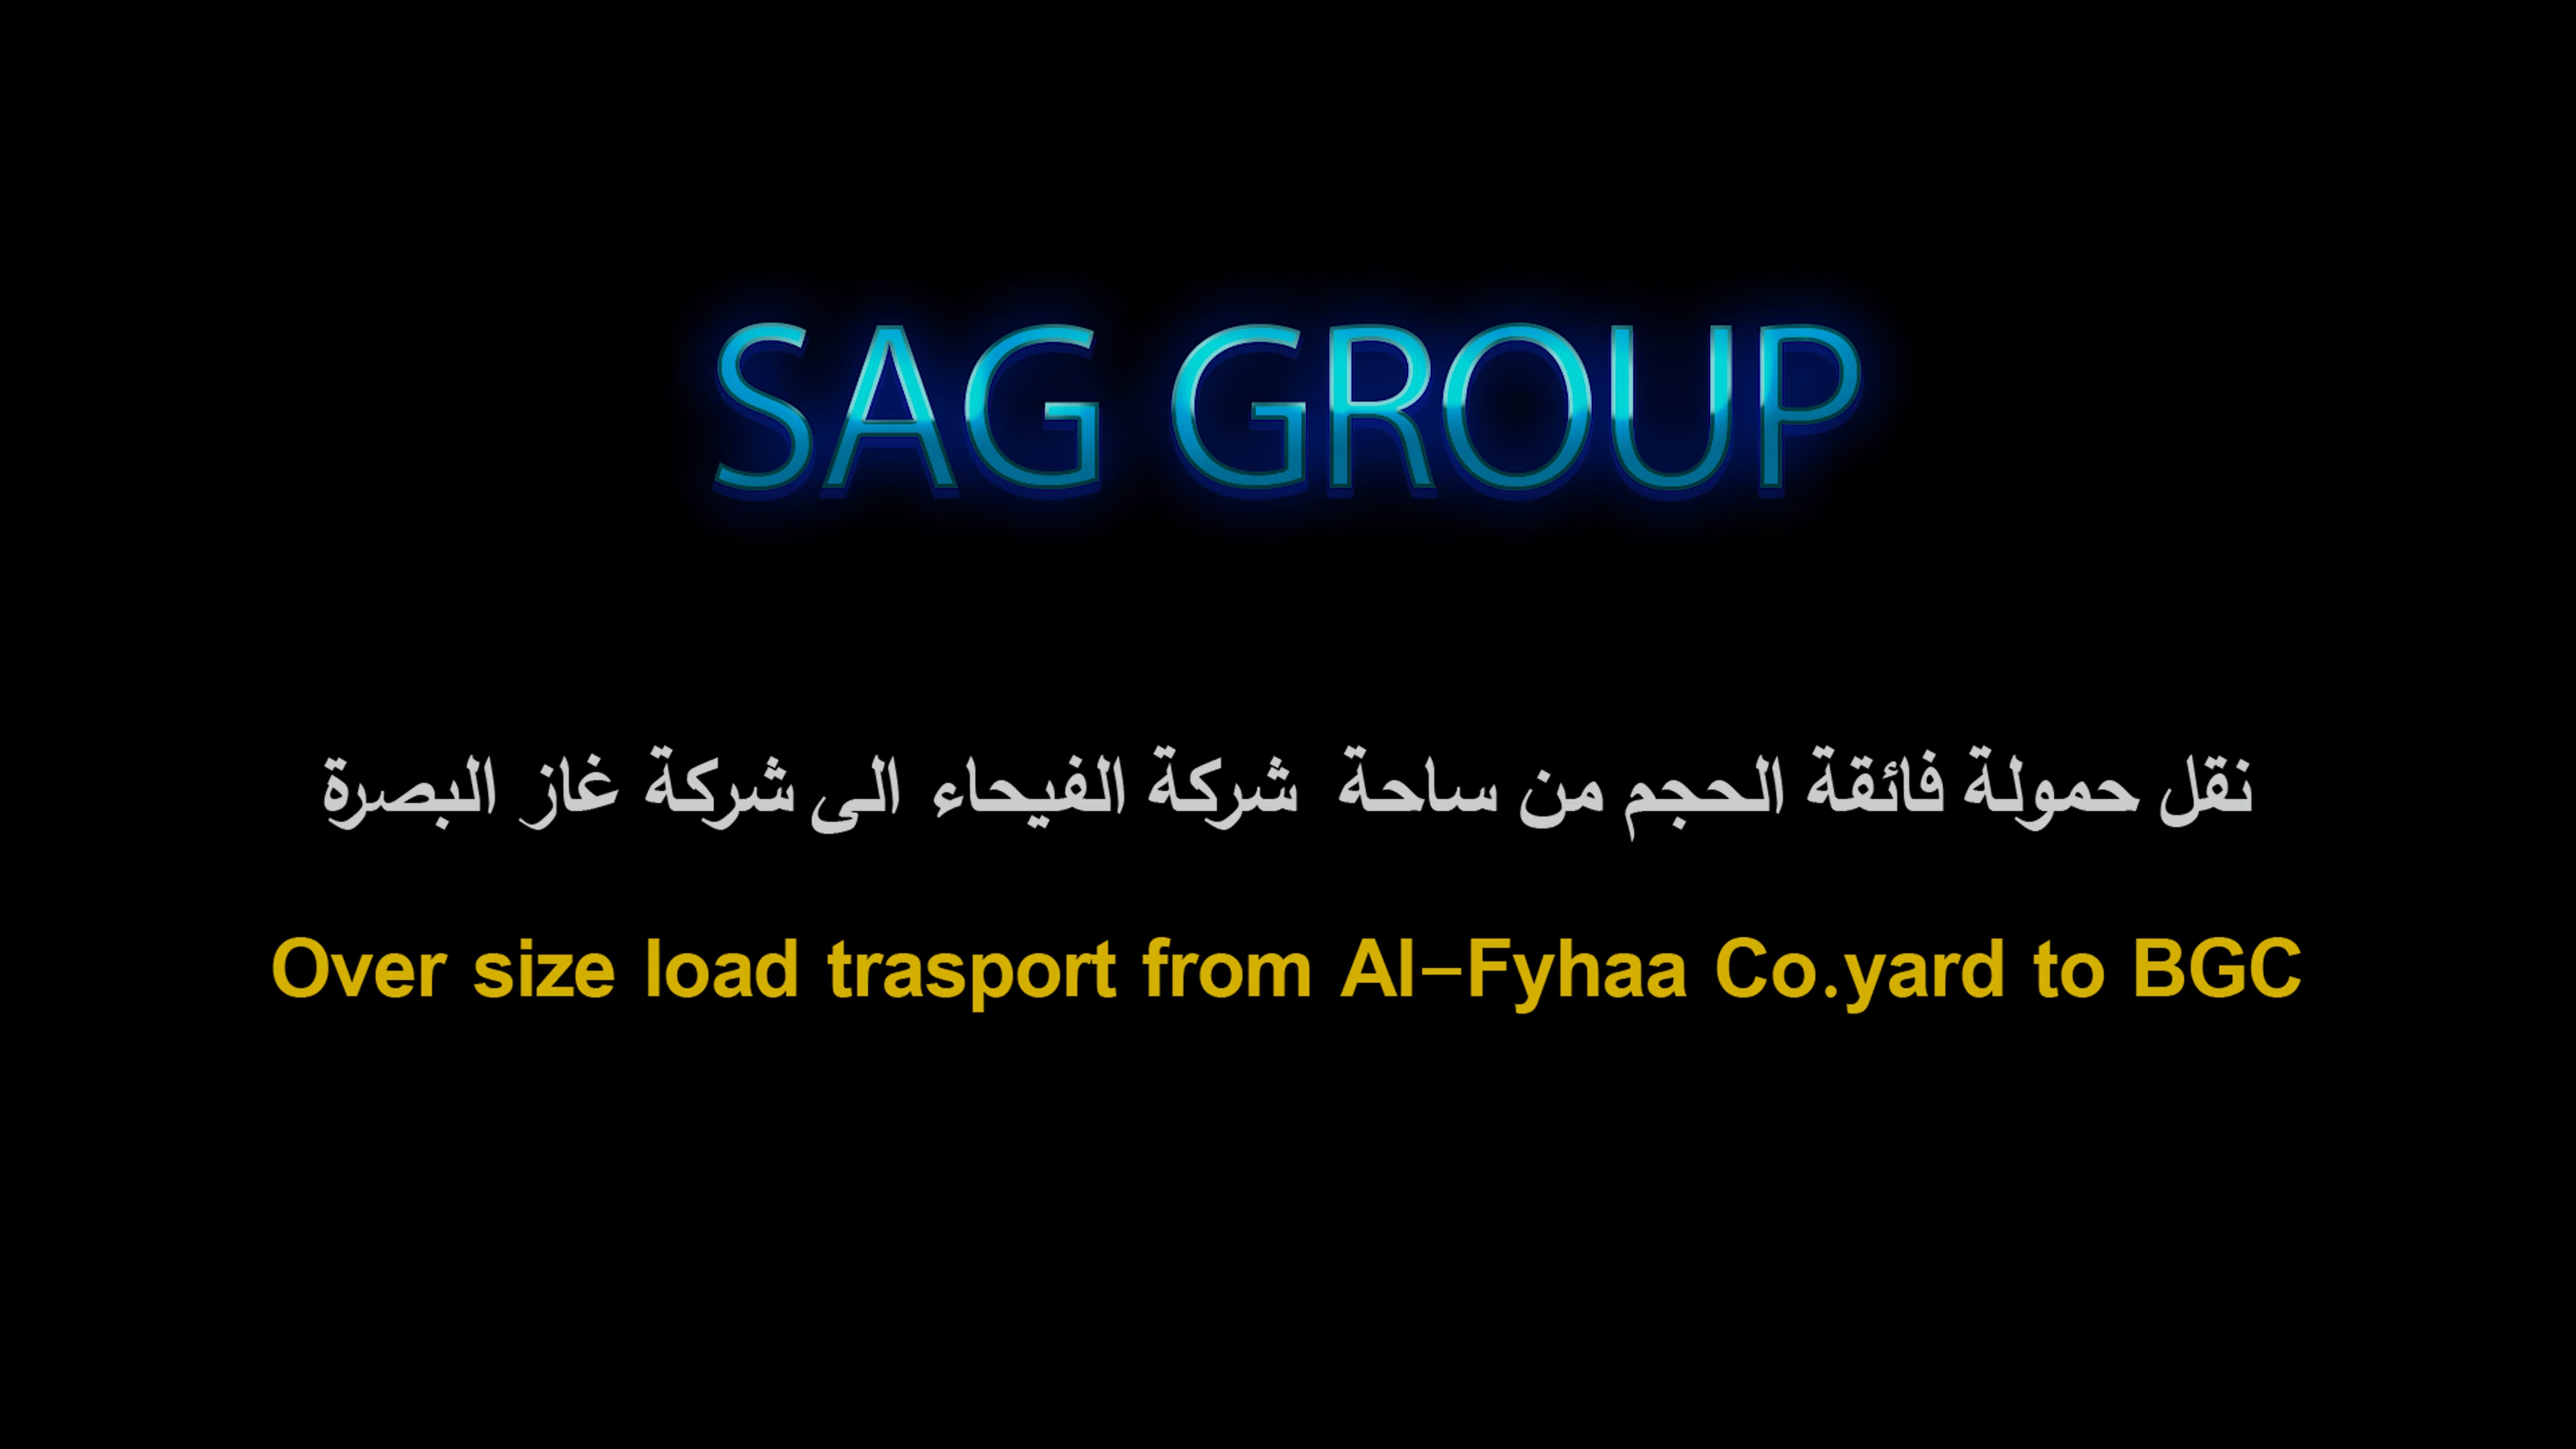 SAG GROUP
نقل حمولة فائقة الحجم من ساحة شركة الفيحاء الى شركة غاز البصرة
Over size load trasport from Al-Fyhaa Co.yard to BGC